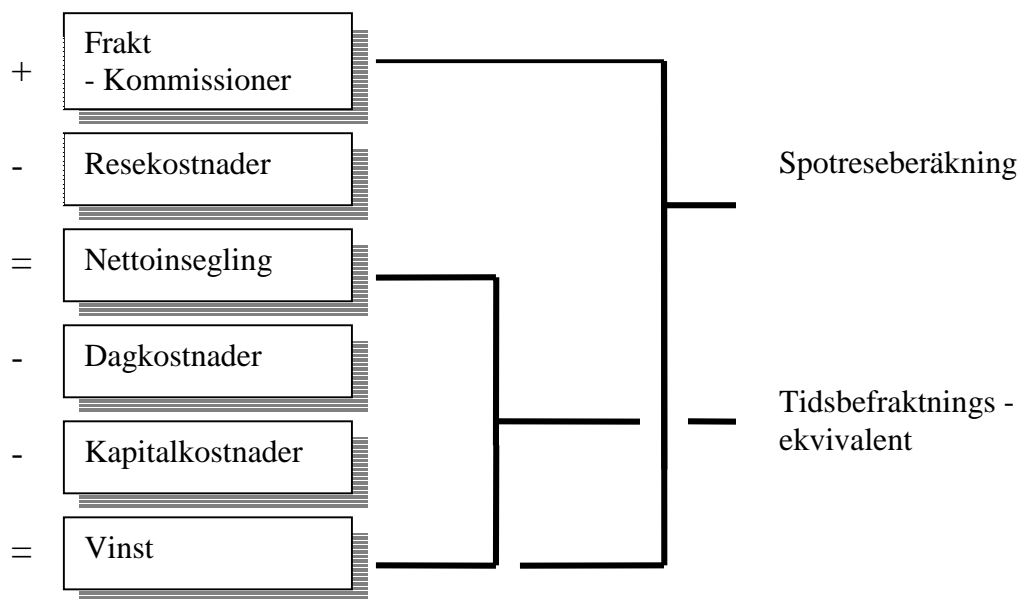 +
Frakt
- Kommissioner
-
Resekostnader
Spotreseberäkning
=
Nettoinsegling
-
Dagkostnader
Tidsbefraktnings -
ekvivalent
-
Kapitalkostnader
=
Vinst